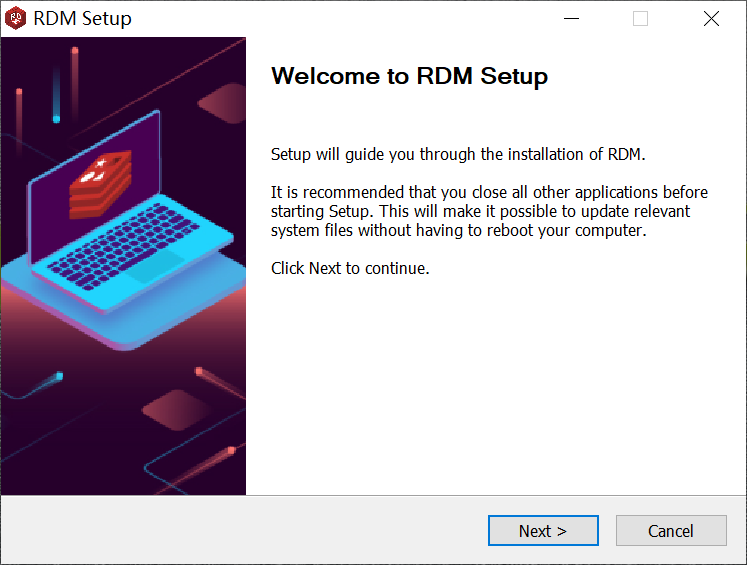 RDM Setup
Welcome to RDM Setup
Setup will guide you through the installation of RDM.
It is recommended that you close all other applications before
starting Setup. This will make it possible to update relevant
system files without having to reboot your computer.
Click Next to continue.
Next >
Cancel